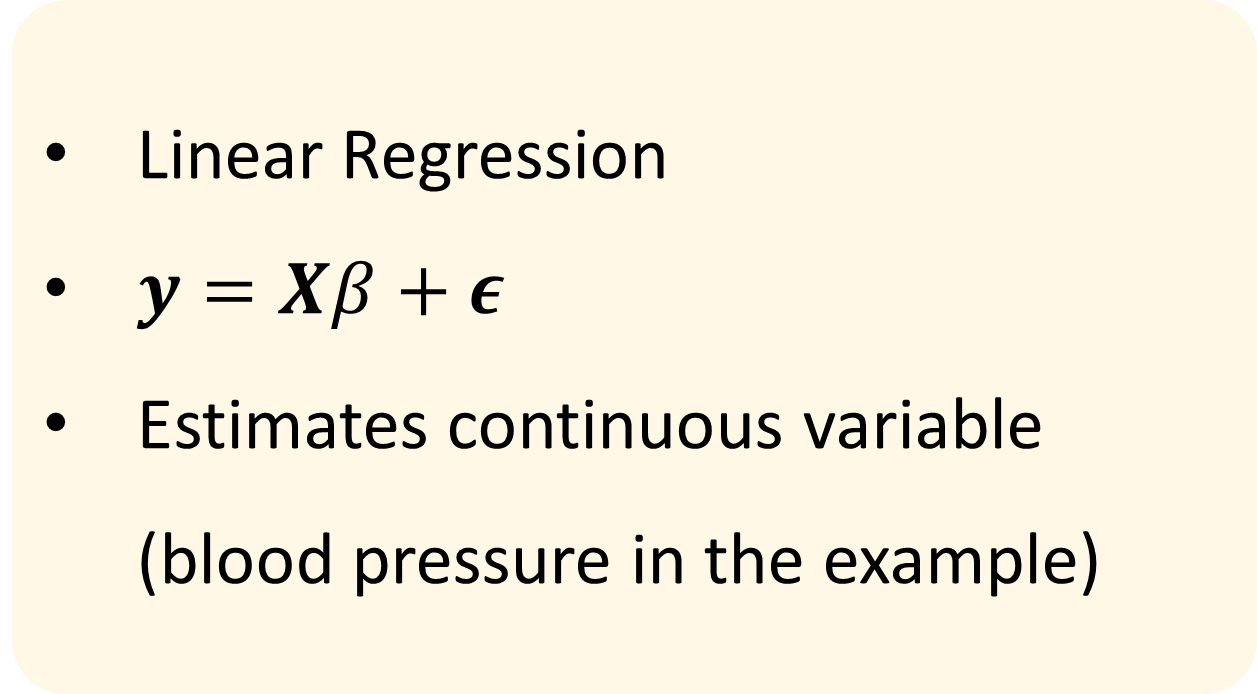 • Linear Regression
• y = Xβ + ϵ
• Estimates continuous variable
(blood pressure in the example)